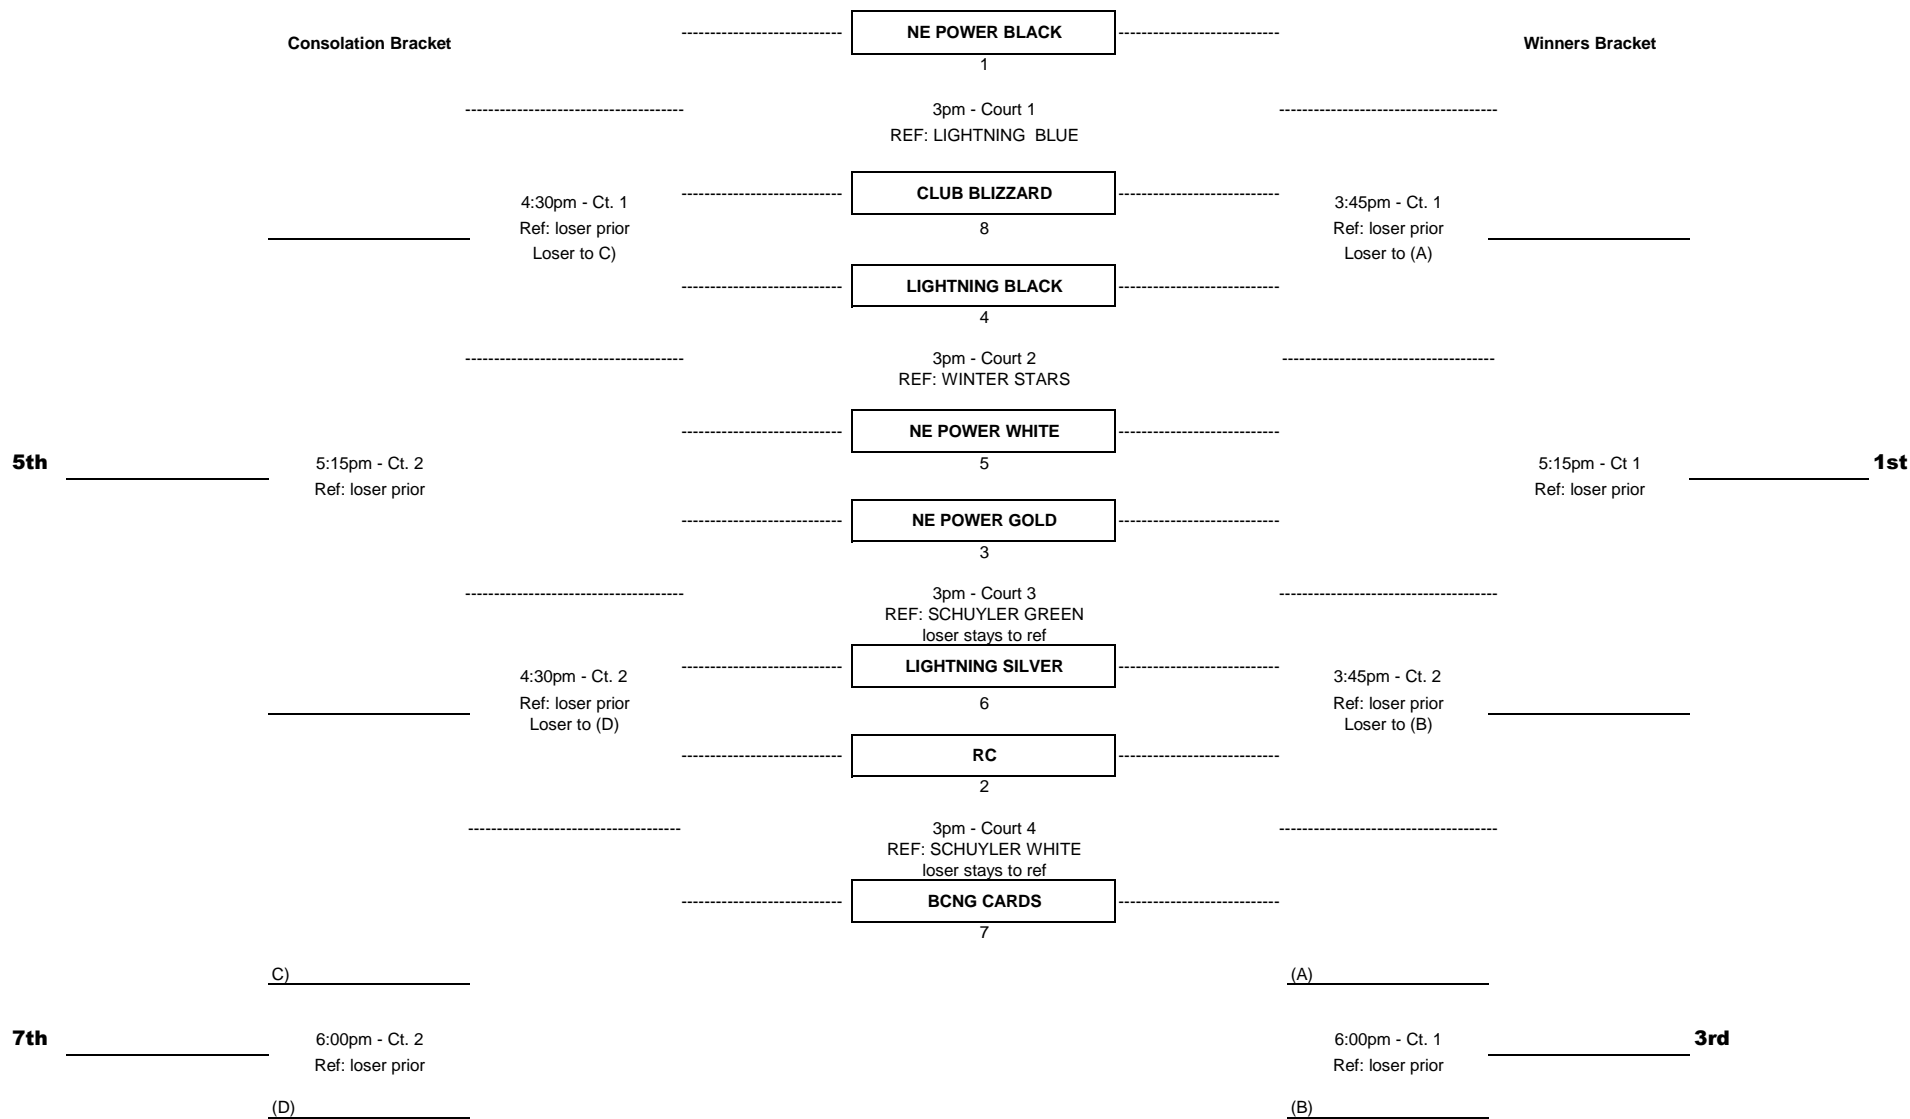 NE POWER BLACK
Consolation Bracket
Winners Bracket
1
3pm - Court 1
REF: LIGHTNING  BLUE
CLUB BLIZZARD
4:30pm - Ct. 1
3:45pm - Ct. 1
Ref: loser prior
8
Ref: loser prior
Loser to C)
Loser to (A)
LIGHTNING BLACK
4
3pm - Court 2
REF: WINTER STARS
NE POWER WHITE
5th
5:15pm - Ct. 2
5
5:15pm - Ct 1
1st
Ref: loser prior
Ref: loser prior
NE POWER GOLD
3
3pm - Court 3
REF: SCHUYLER GREEN
loser stays to ref
LIGHTNING SILVER
4:30pm - Ct. 2
3:45pm - Ct. 2
Ref: loser prior
6
Ref: loser prior
Loser to (D)
Loser to (B)
RC
2
3pm - Court 4
REF: SCHUYLER WHITE
loser stays to ref
BCNG CARDS
7
C)
(A)
7th
6:00pm - Ct. 2
6:00pm - Ct. 1
3rd
Ref: loser prior
Ref: loser prior
(D)
(B)